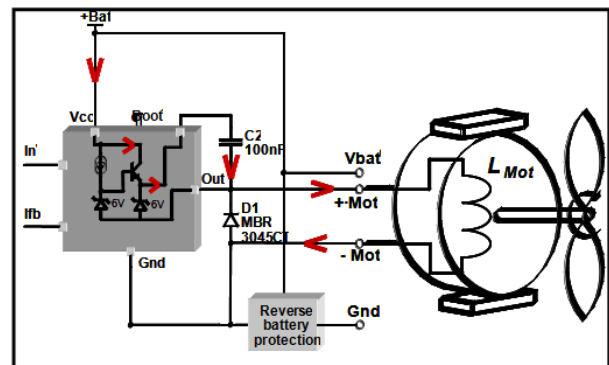 +Bat
Vcc
Boot
C2
100nF
In
Out
Vbat
+Mot
L Mot
-6V
-6V
D1
MBR
3045CT
Ifb
- Mot
Gnd
Reverse
battery
protection
Gnd